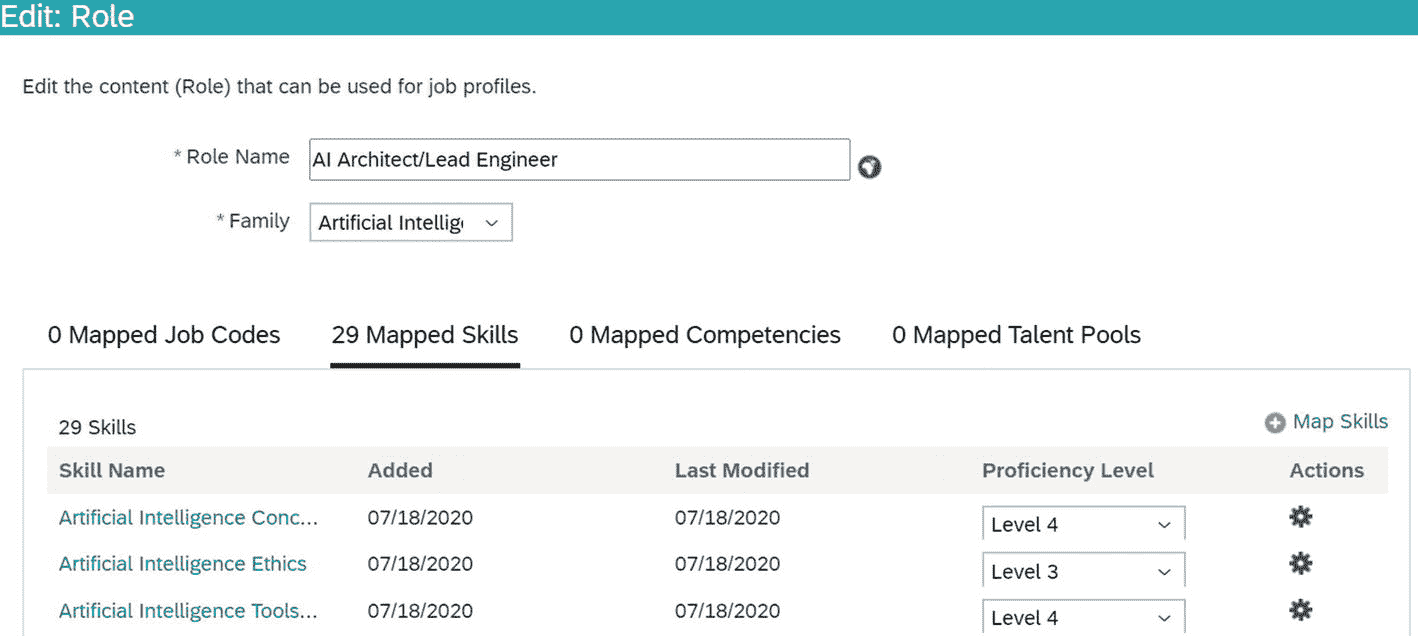 Edit: Role
Edit the content (Role) that can be used for job profiles.
* Role Name AI Architect/Lead Engineer
* Family Artificial Intellig
0 Mapped Job Codes 29 Mapped Skills 0 Mapped Competencies 0 Mapped Talent Pools
29 Skills Map Skills
Skill Name Added Last Modified Proficiency Level Actions
Artificial Intelligence Conc... 07/18/2020 07/18/2020 Level 4
Artificial Intelligence Ethics 07/18/2020 07/18/2020 Level 3
Artificial Intelligence Tools... 07/18/2020 07/18/2020 Level 4